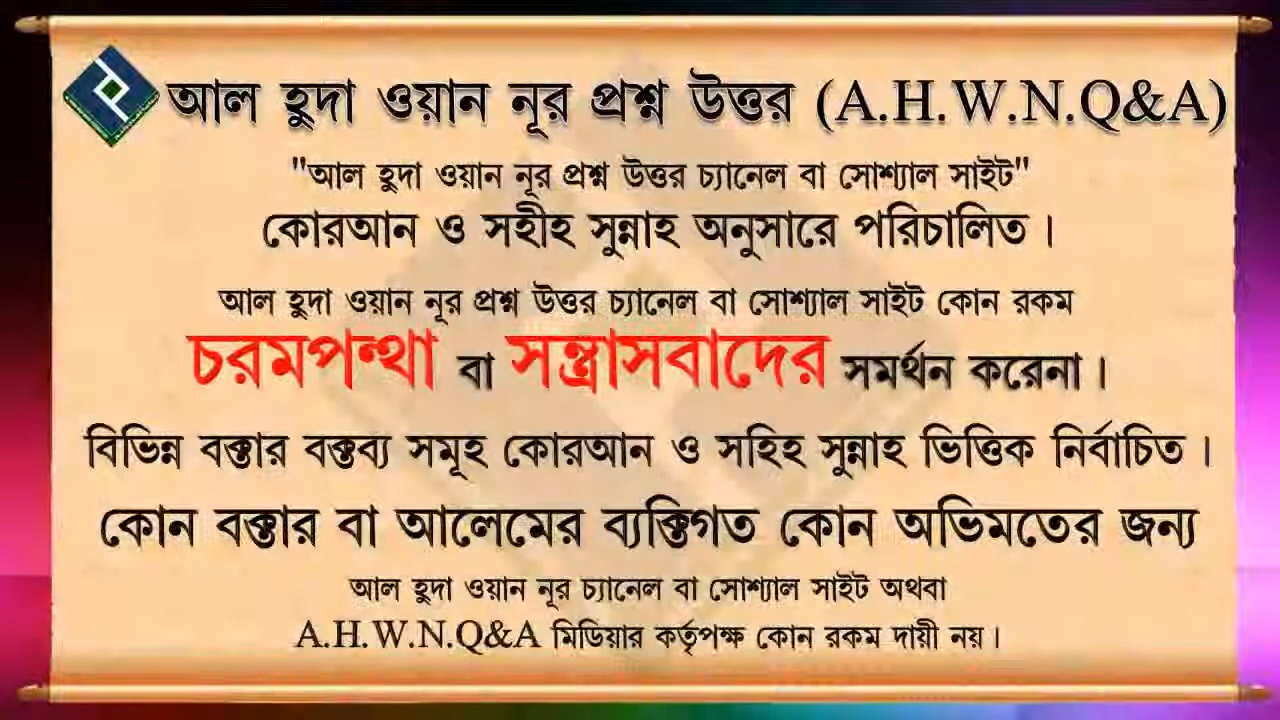 আল হুদা ওয়ান নূর প্রশ্ন উত্তর (A.H.W.N.Q&A)
"আল হুদা ওয়ান নূর প্রশ্ন উত্তর চ্যানেল বা সোশ্যাল সাইট"
কোরআন ও সহীহ সুন্নাহ অনুসারে পরিচালিত।
আল হুদা ওয়ান নূর প্রশ্ন উত্তর চ্যানেল বা সোশ্যাল সাইট কোন রকম
চরমপন্থা বা সন্ত্রাসবাদের সমর্থন করেনা।
বিভিন্ন বক্তার বক্তব্য সমূহ কোরআন ও সহিহ সুন্নাহ ভিত্তিক নির্বাচিত।
কোন বক্তার বা আলেমের ব্যক্তিগত কোন অভিমতের জন্য
আল হুদা ওয়ান নূর চ্যানেল বা সোশ্যাল সাইট অথবা
A.H.W.N.Q&A মিডিয়ার কর্তৃপক্ষ কোন রকম দায়ী নয়।